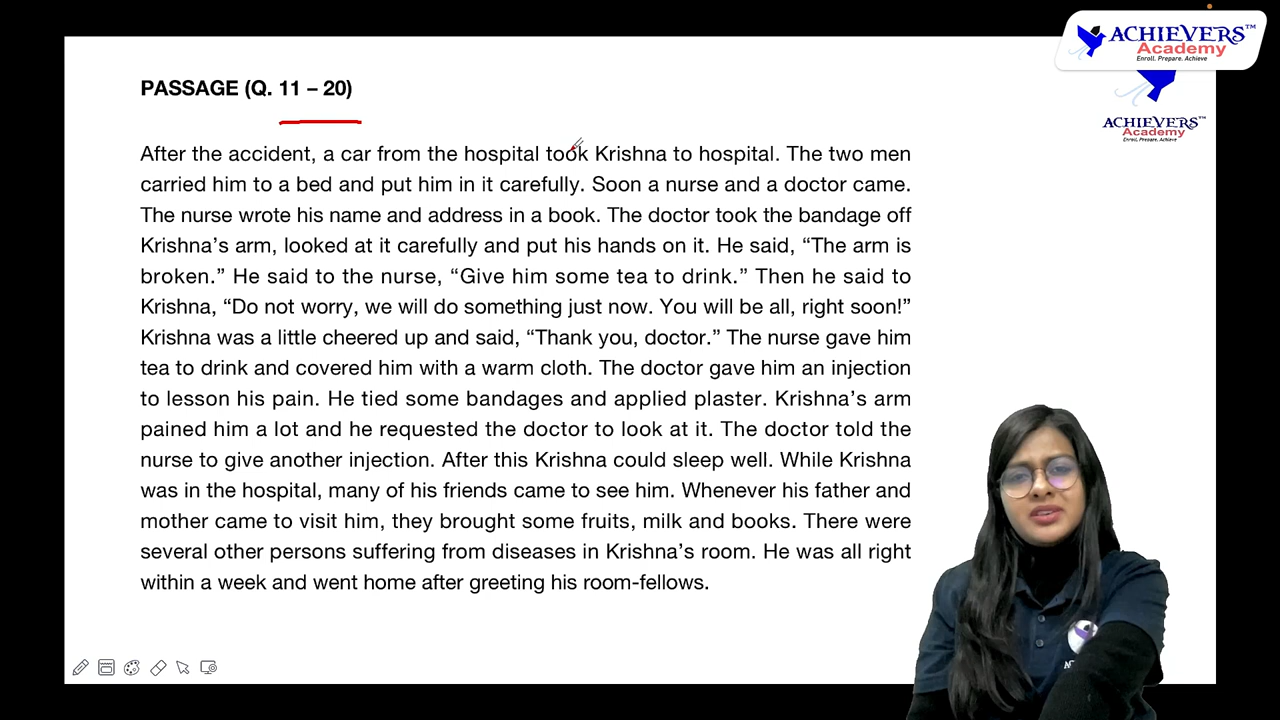 ACHIEVERS™
Academy
Enroll. Prepare. Achieve
ACHIEVERS™
Academy
Enroll. Prepare. Achieve
PASSAGE (Q. 11 – 20)
After the accident, a car from the hospital took Krishna to hospital. The two men
carried him to a bed and put him in it carefully. Soon a nurse and a doctor came.
The nurse wrote his name and address in a book. The doctor took the bandage off
Krishna’s arm, looked at it carefully and put his hands on it. He said, “The arm is
broken.” He said to the nurse, “Give him some tea to drink.” Then he said to
Krishna, “Do not worry, we will do something just now. You will be all, right soon!”
Krishna was a little cheered up and said, “Thank you, doctor.” The nurse gave him
tea to drink and covered him with a warm cloth. The doctor gave him an injection
to lesson his pain. He tied some bandages and applied plaster. Krishna’s arm
pained him a lot and he requested the doctor to look at it. The doctor told the
nurse to give another injection. After this Krishna could sleep well. While Krishna
was in the hospital, many of his friends came to see him. Whenever his father and
mother came to visit him, they brought some fruits, milk and books. There were
several other persons suffering from diseases in Krishna’s room. He was all right
within a week and went home after greeting his room-fellows.